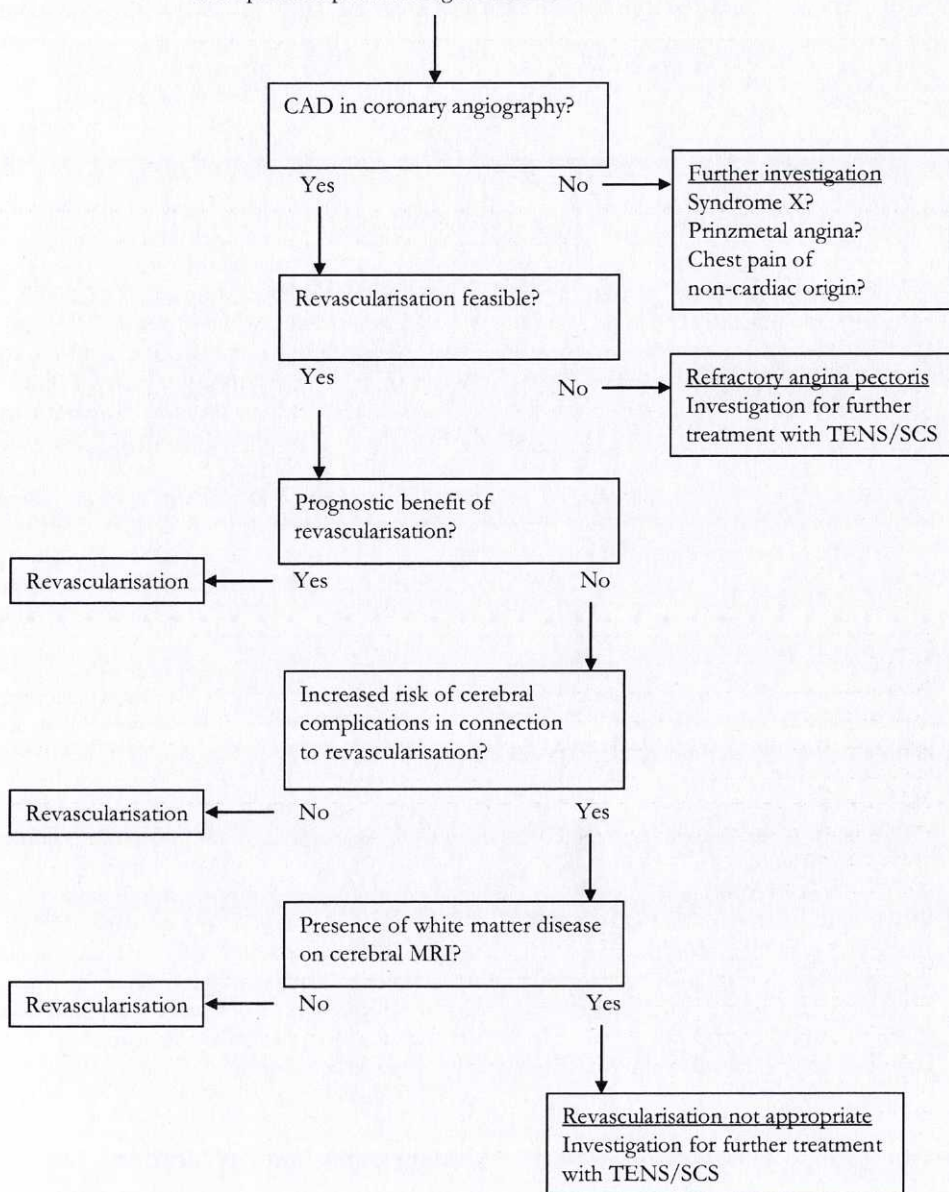 CAD in coronary angiography?
Yes
No
Further investigation
Syndrome X?
Prinzmetal angina?
Chest pain of
non-cardiac origin?
Revascularisation feasible?
Yes
No
Refractory angina pectoris
Investigation for further
treatment with TENS/SCS
Prognostic benefit of
revascularisation?
Revascularisation
Yes
No
Increased risk of cerebral
complications in connection
to revascularisation?
Revascularisation
No
Yes
Presence of white matter disease
on cerebral MRI?
Revascularisation
No
Yes
Revascularisation not appropriate
Investigation for further treatment
with TENS/SCS